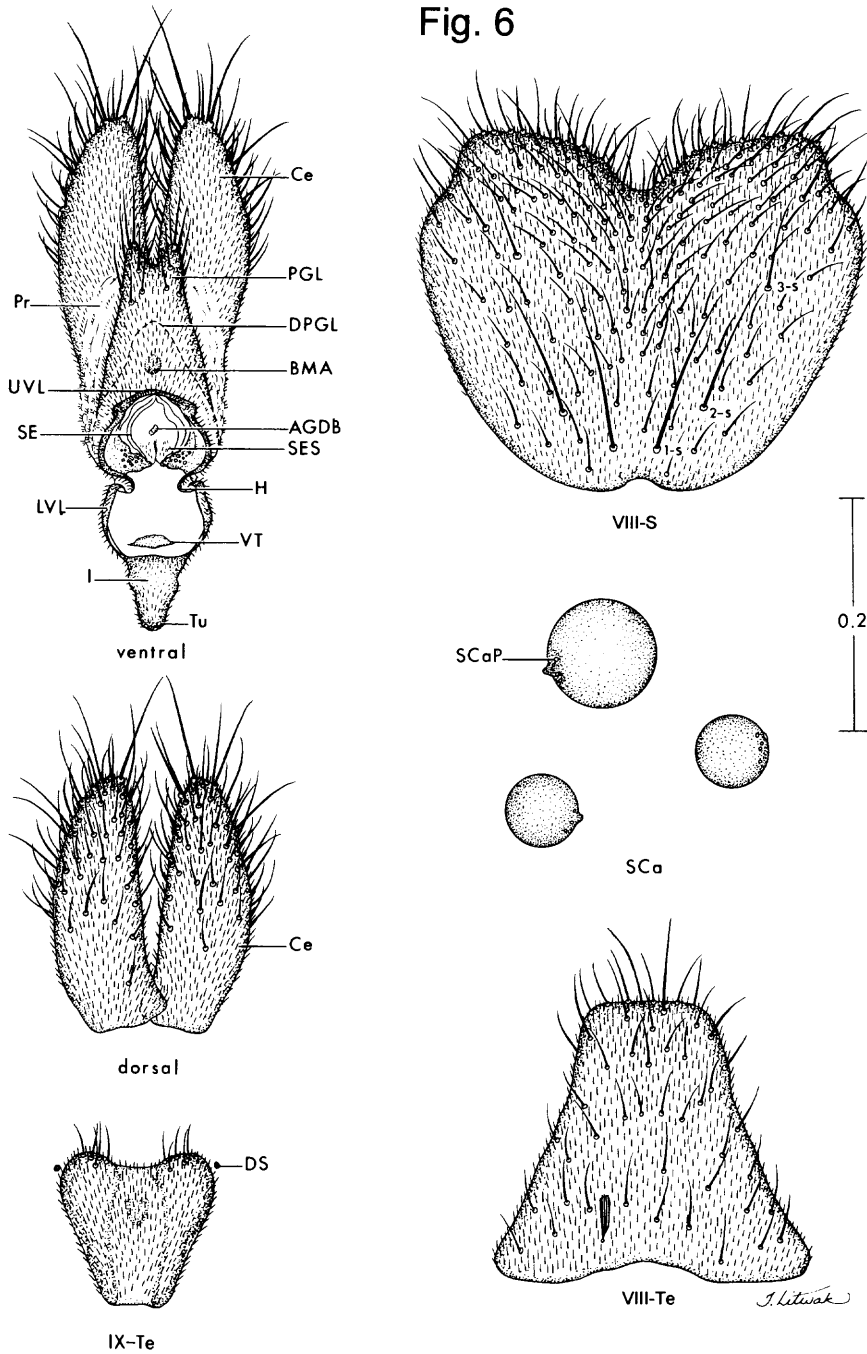 Fig. 6
Ce
PGL
Pr
DPGL
BMA
UVL
AGDB
SE
SES
H
LVL
VT
I
Tu
ventral
3-s
2-s
1-s
VIII-S
0.2
SCaP
SCa
Ce
dorsal
DS
IX-Te
VIII-Te
T. Litwak